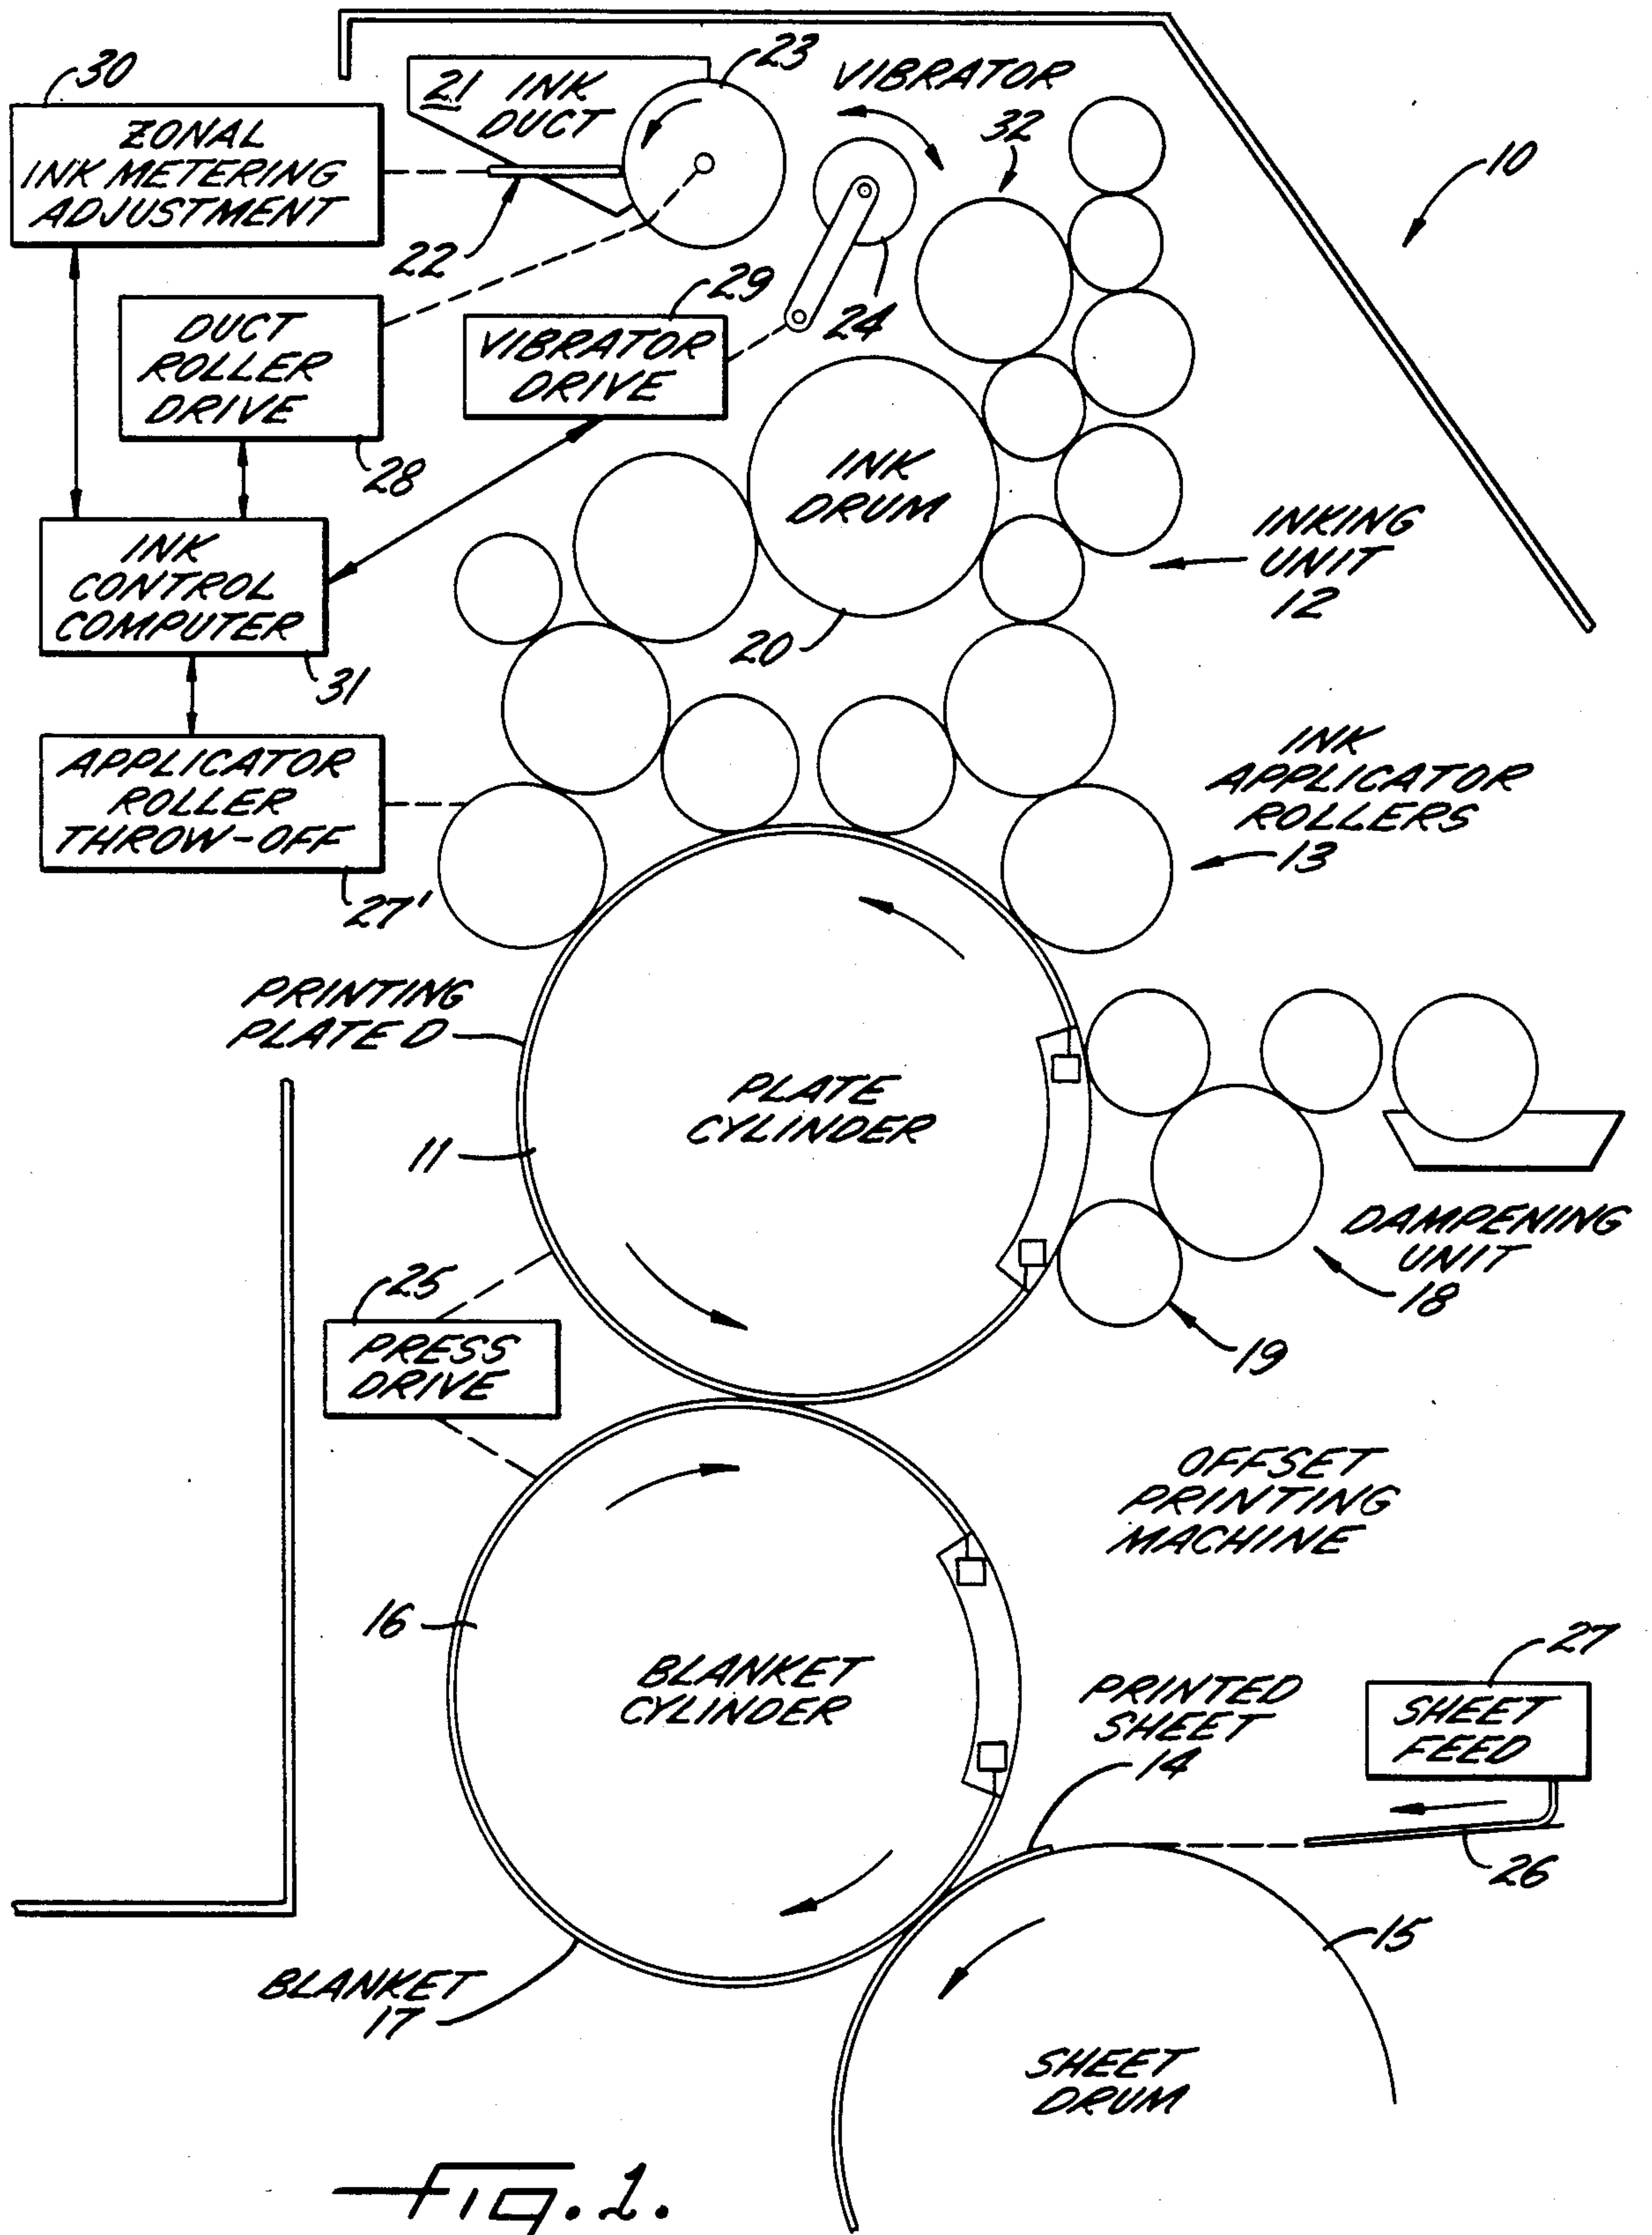 30
ZONAL
INK METERING
ADJUSTMENT
21 INK
DUCT
23
VIBRATOR
32
10
22
29
24
DUCT
ROLLER
DRIVE
28
VIBRATOR
DRIVE
INK
DRUM
20
INKING
UNIT
12
INK
CONTROL
COMPUTER
31
APPLICATOR
ROLLER
THROW-OFF
27'
INK
APPLICATOR
ROLLERS
13
PRINTING
PLATE D
PLATE
CYLINDER
11
DAMPENING
UNIT
18
19
25
PRESS
DRIVE
OFFSET
PRINTING
MACHINE
16
BLANKET
CYLINDER
PRINTED
SHEET
14
27
SHEET
FEED
26
15
BLANKET
17
SHEET
DRUM
Fig. 1.